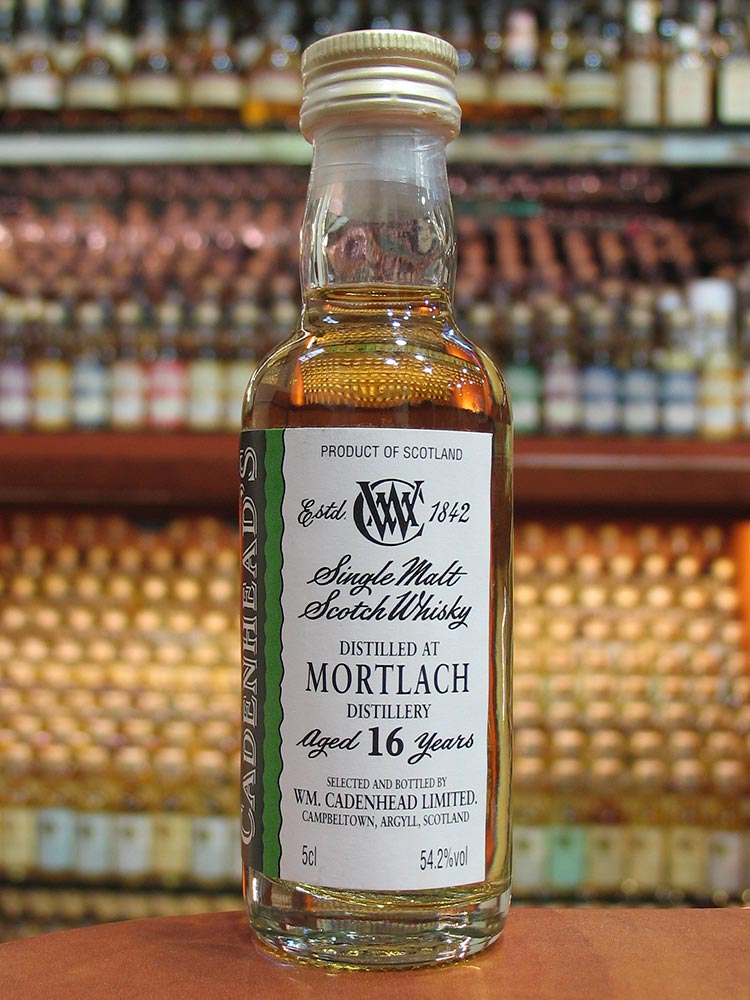 PRODUCT OF SCOTLAND
Estd. WMC 1842
Single Malt
Scotch Whisky
DISTILLED AT
MORTLACH
DISTILLERY
Aged 16 Years
SELECTED AND BOTTLED BY
WM. CADENHEAD LIMITED.
CAMPBELTOWN, ARGYLL, SCOTLAND
5cl 54.2%vol
CADENHEAD'S